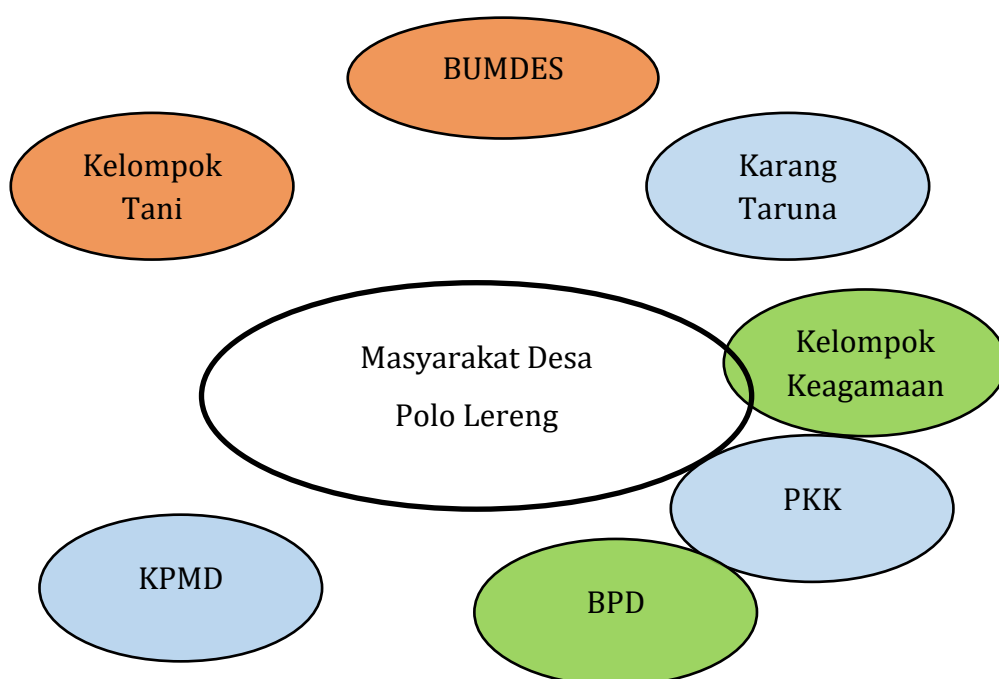 BUMDES
Kelompok
Tani
Karang
Taruna
Masyarakat Desa
Polo Lereng
Kelompok
Keagamaan
PKK
KPMD
BPD